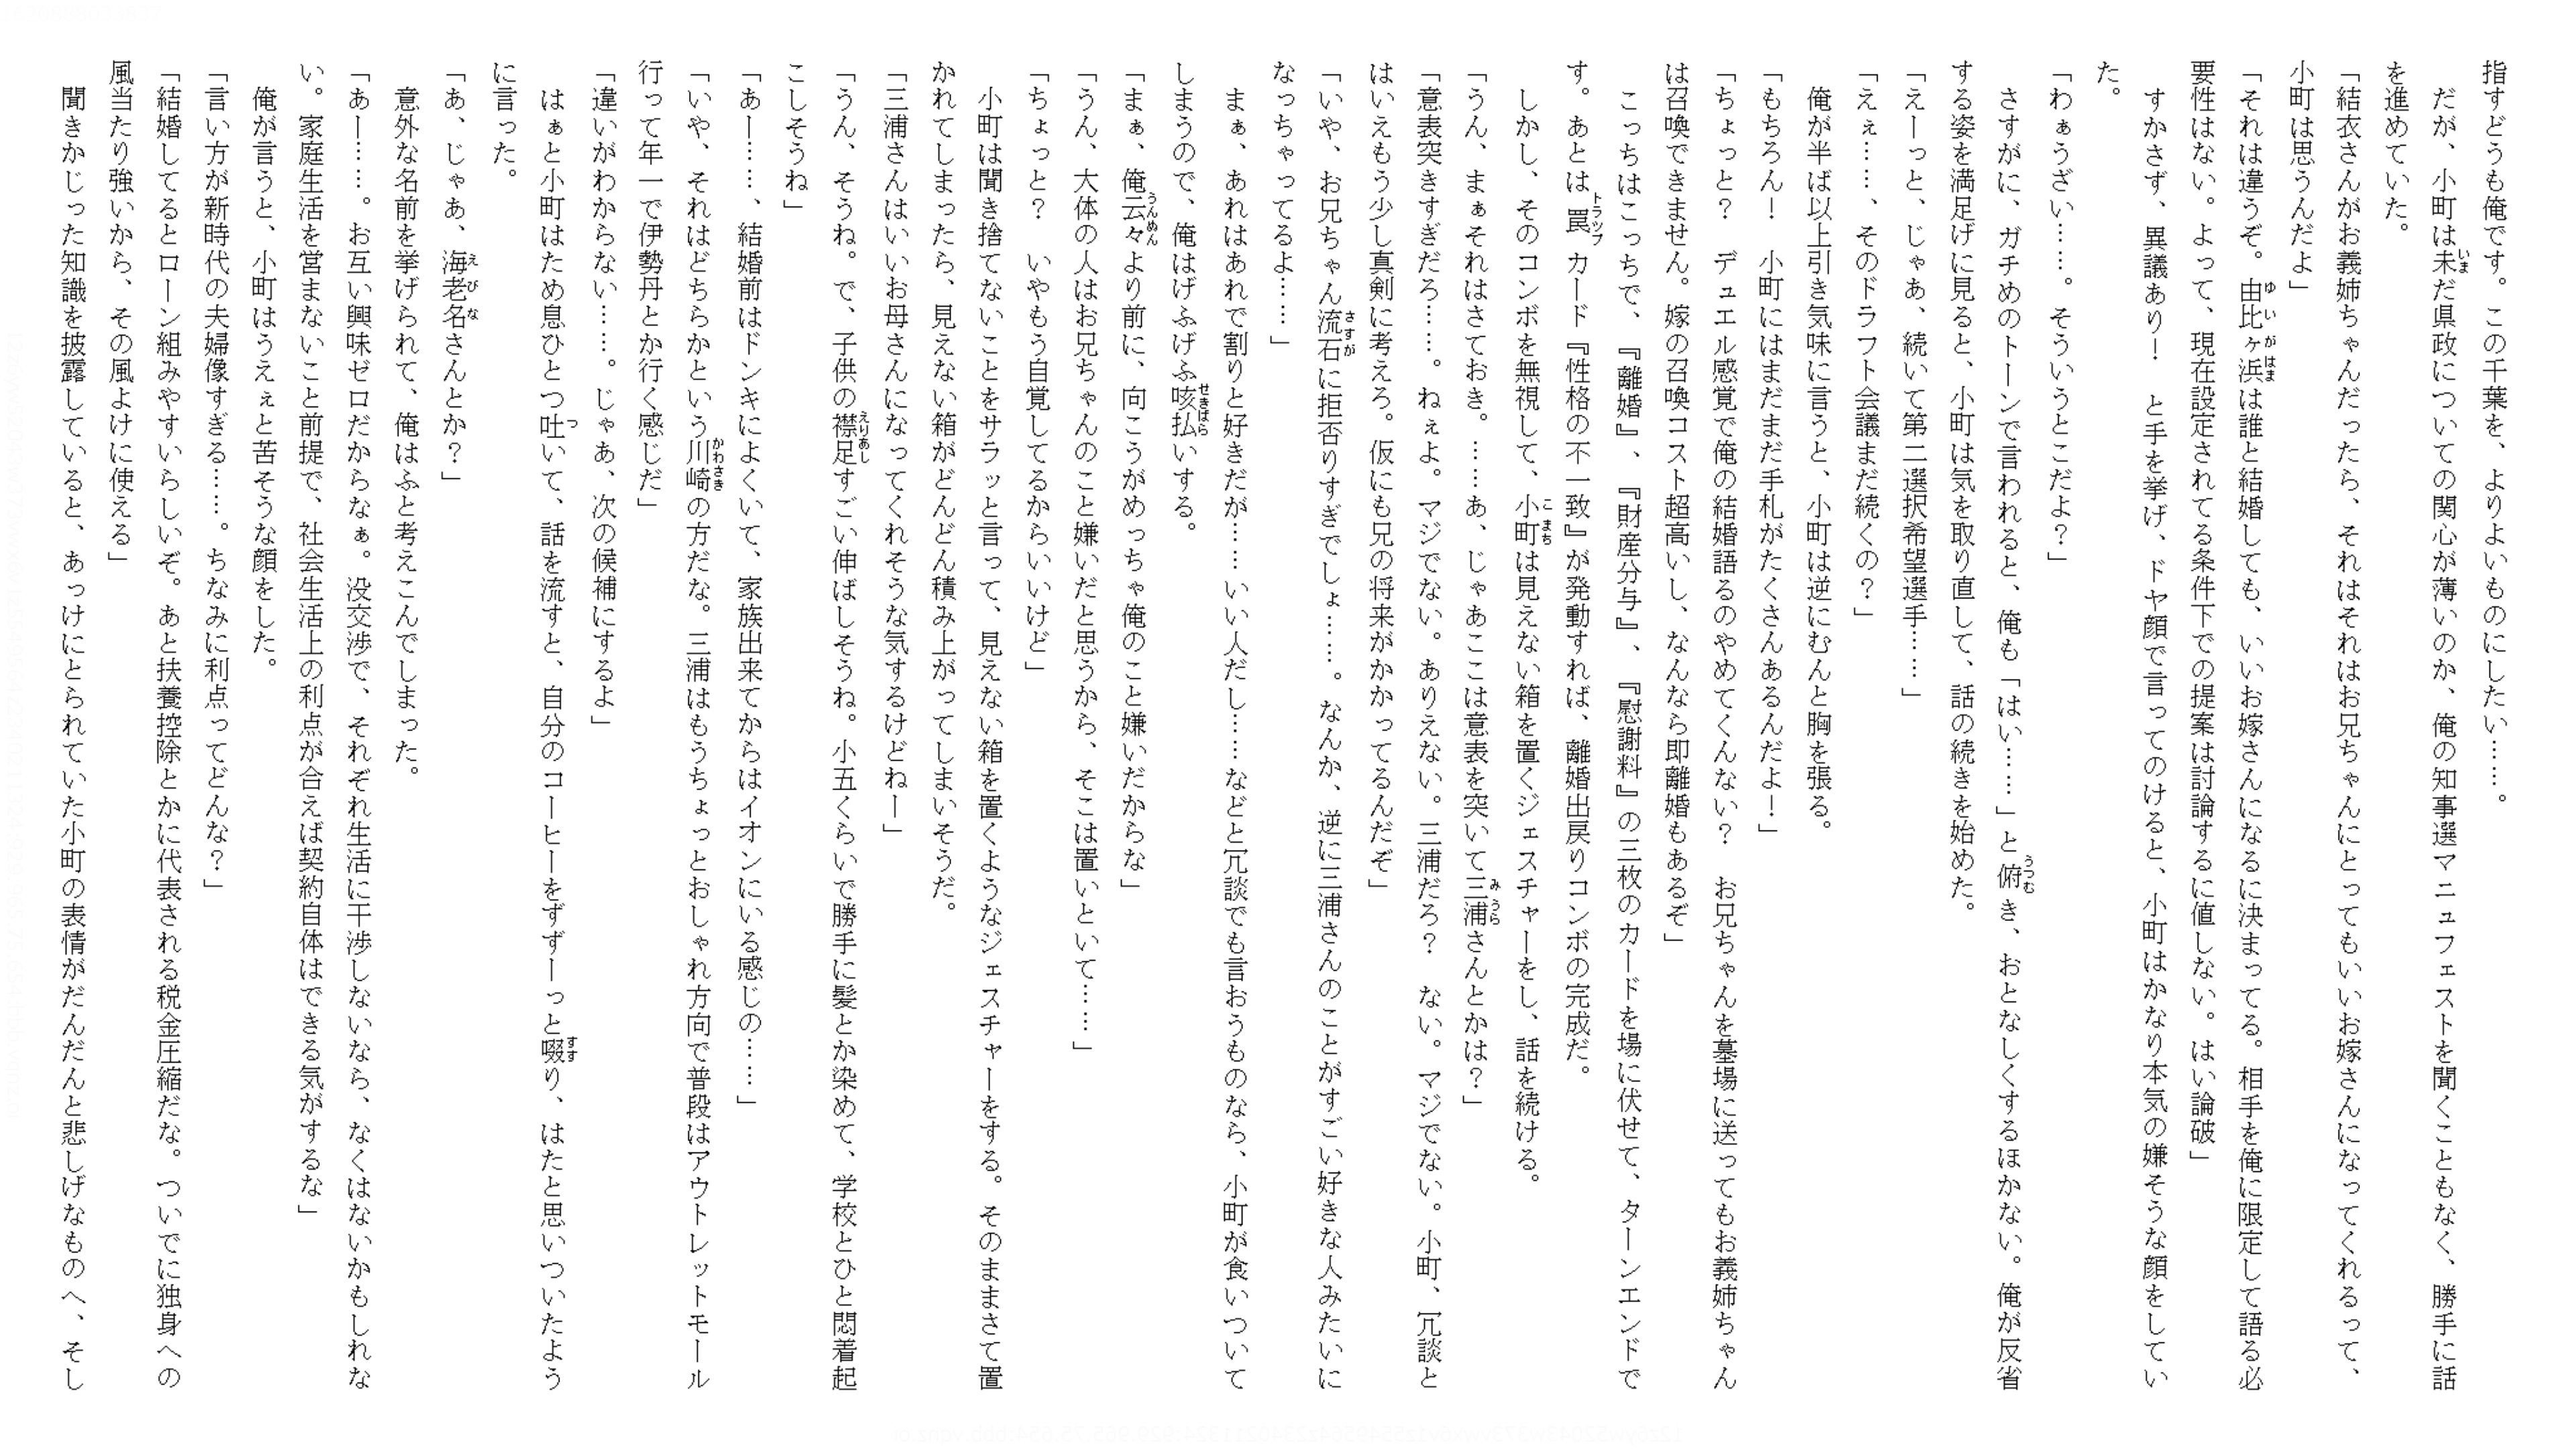 指すどうも俺です。この千葉を、よりよいものにしたい……。
　だが、小町は未だ県政についての関心が薄いのか、俺の知事選マニュフェストを聞くこともなく、勝手に話
を進めていた。
「結衣さんがお義姉ちゃんだったら、それはそれはお兄ちゃんにとってもいいお嫁さんになってくれるって、
小町は思うんだよ」
「それは違うぞ。由比ヶ浜は誰と結婚しても、いいお嫁さんになるに決まってる。相手を俺に限定して語る必
要性はない。よって、現在設定されてる条件下での提案は討論するに値しない。はい論破」
　すかさず、異議あり！　と手を挙げ、ドヤ顔で言ってのけると、小町はかなり本気の嫌そうな顔をしてい
た。
「わぁうざい……。そういうとこだよ？」
　さすがに、ガチめのトーンで言われると、俺も「はい……」と俯き、おとなしくするほかない。俺が反省
する姿を満足げに見ると、小町は気を取り直して、話の続きを始めた。
「えーっと、じゃあ、続いて第二選択希望選手……」
「えぇ……、そのドラフト会議まだ続くの？」
　俺が半ば以上引き気味に言うと、小町は逆にむんと胸を張る。
「もちろん！　小町にはまだまだ手札がたくさんあるんだよ！」
「ちょっと？　デュエル感覚で俺の結婚語るのやめてくんない？　お兄ちゃんを墓場に送ってもお義姉ちゃん
は召喚できません。嫁の召喚コスト超高いし、なんなら即離婚もあるぞ」
　こっちはこっちで、『離婚』、『財産分与』、『慰謝料』の三枚のカードを場に伏せて、ターンエンドで
す。あとは罠カード『性格の不一致』が発動すれば、離婚出戻りコンボの完成だ。
　しかし、そのコンボを無視して、小町は見えない箱を置くジェスチャーをし、話を続ける。
「うん、まぁそれはさておき。……あ、じゃあここは意表を突いて三浦さんとかは？」
「意表突きすぎだろ……。ねぇよ。マジでない。ありえない。三浦だろ？　ない。マジでない。小町、冗談と
はいえもう少し真剣に考えろ。仮にも兄の将来がかかってるんだぞ」
「いや、お兄ちゃん流石に拒否りすぎでしょ……。なんか、逆に三浦さんのことがすごい好きな人みたいに
なっちゃってるよ……」
　まぁ、あれはあれで割りと好きだが……いい人だし……などと冗談でも言おうものなら、小町が食いついて
しまうので、俺はげふげふ咳払いする。
「まぁ、俺云々より前に、向こうがめっちゃ俺のこと嫌いだからな」
「うん、大体の人はお兄ちゃんのこと嫌いだと思うから、そこは置いといて……」
「ちょっと？　いやもう自覚してるからいいけど」
　小町は聞き捨てないことをサラッと言って、見えない箱を置くようなジェスチャーをする。そのままさて置
かれてしまったら、見えない箱がどんどん積み上がってしまいそうだ。
「三浦さんはいいお母さんになってくれそうな気するけどねー」
「うん、そうね。で、子供の襟足すごい伸ばしそうね。小五くらいで勝手に髪とか染めて、学校とひと悶着起
こしそうね」
「あー……、結婚前はドンキによくいて、家族出来てからはイオンにいる感じの……」
「いや、それはどちらかという川崎の方だな。三浦はもうちょっとおしゃれ方向で普段はアウトレットモール
行って年一で伊勢丹とか行く感じだ」
「違いがわからない……。じゃあ、次の候補にするよ」
　はぁと小町はため息ひとつ吐いて、話を流すと、自分のコーヒーをずずーっと啜り、はたと思いついたよう
に言った。
「あ、じゃあ、海老名さんとか？」
　意外な名前を挙げられて、俺はふと考えこんでしまった。
「あー……。お互い興味ゼロだからなぁ。没交渉で、それぞれ生活に干渉しないなら、なくはないかもしれな
い。家庭生活を営まないこと前提で、社会生活上の利点が合えば契約自体はできる気がするな」
　俺が言うと、小町はうえぇと苦そうな顔をした。
「言い方が新時代の夫婦像すぎる……。ちなみに利点ってどんな？」
「結婚してるとローン組みやすいらしいぞ。あと扶養控除とかに代表される税金圧縮だな。ついでに独身への
風当たり強いから、その風よけに使える」
　聞きかじった知識を披露していると、あっけにとられていた小町の表情がだんだんと悲しげなものへ、そし